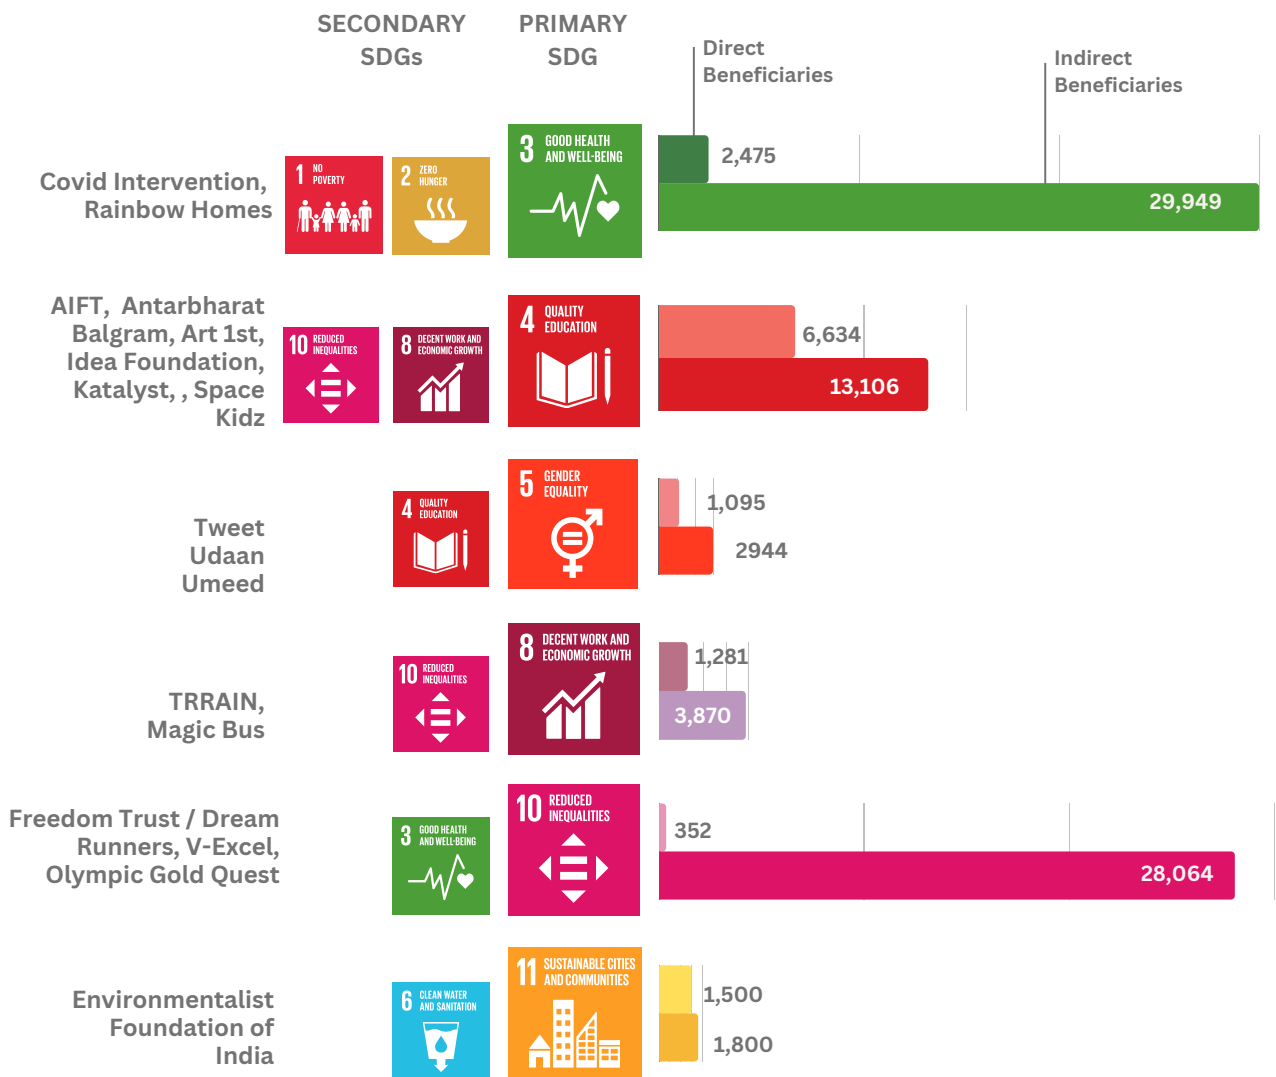 SECONDARY
SDGs
PRIMARY
SDG
Direct
Beneficiaries
Indirect
Beneficiaries
Covid Intervention,
Rainbow Homes
1 NO
POVERTY
2 ZERO
HUNGER
3 GOOD HEALTH
AND WELL-BEING
2,475
29,949
AIFT, Antarbharat
Balgram, Art 1st,
Idea Foundation,
Katalyst, , Space
Kidz
10 REDUCED
INEQUALITIES
8 DECENT WORK AND
ECONOMIC GROWTH
4 QUALITY
EDUCATION
6,634
13,106
Tweet
Udaan
Umeed
4 QUALITY
EDUCATION
5 GENDER
EQUALITY
1,095
2944
TRRAIN,
Magic Bus
10 REDUCED
INEQUALITIES
8 DECENT WORK AND
ECONOMIC GROWTH
1,281
3,870
Freedom Trust / Dream
Runners, V-Excel,
Olympic Gold Quest
3 GOOD HEALTH
AND WELL-BEING
10 REDUCED
INEQUALITIES
352
28,064
Environmentalist
Foundation of
India
6 CLEAN WATER
AND SANITATION
11 SUSTAINABLE CITIES
AND COMMUNITIES
1,500
1,800